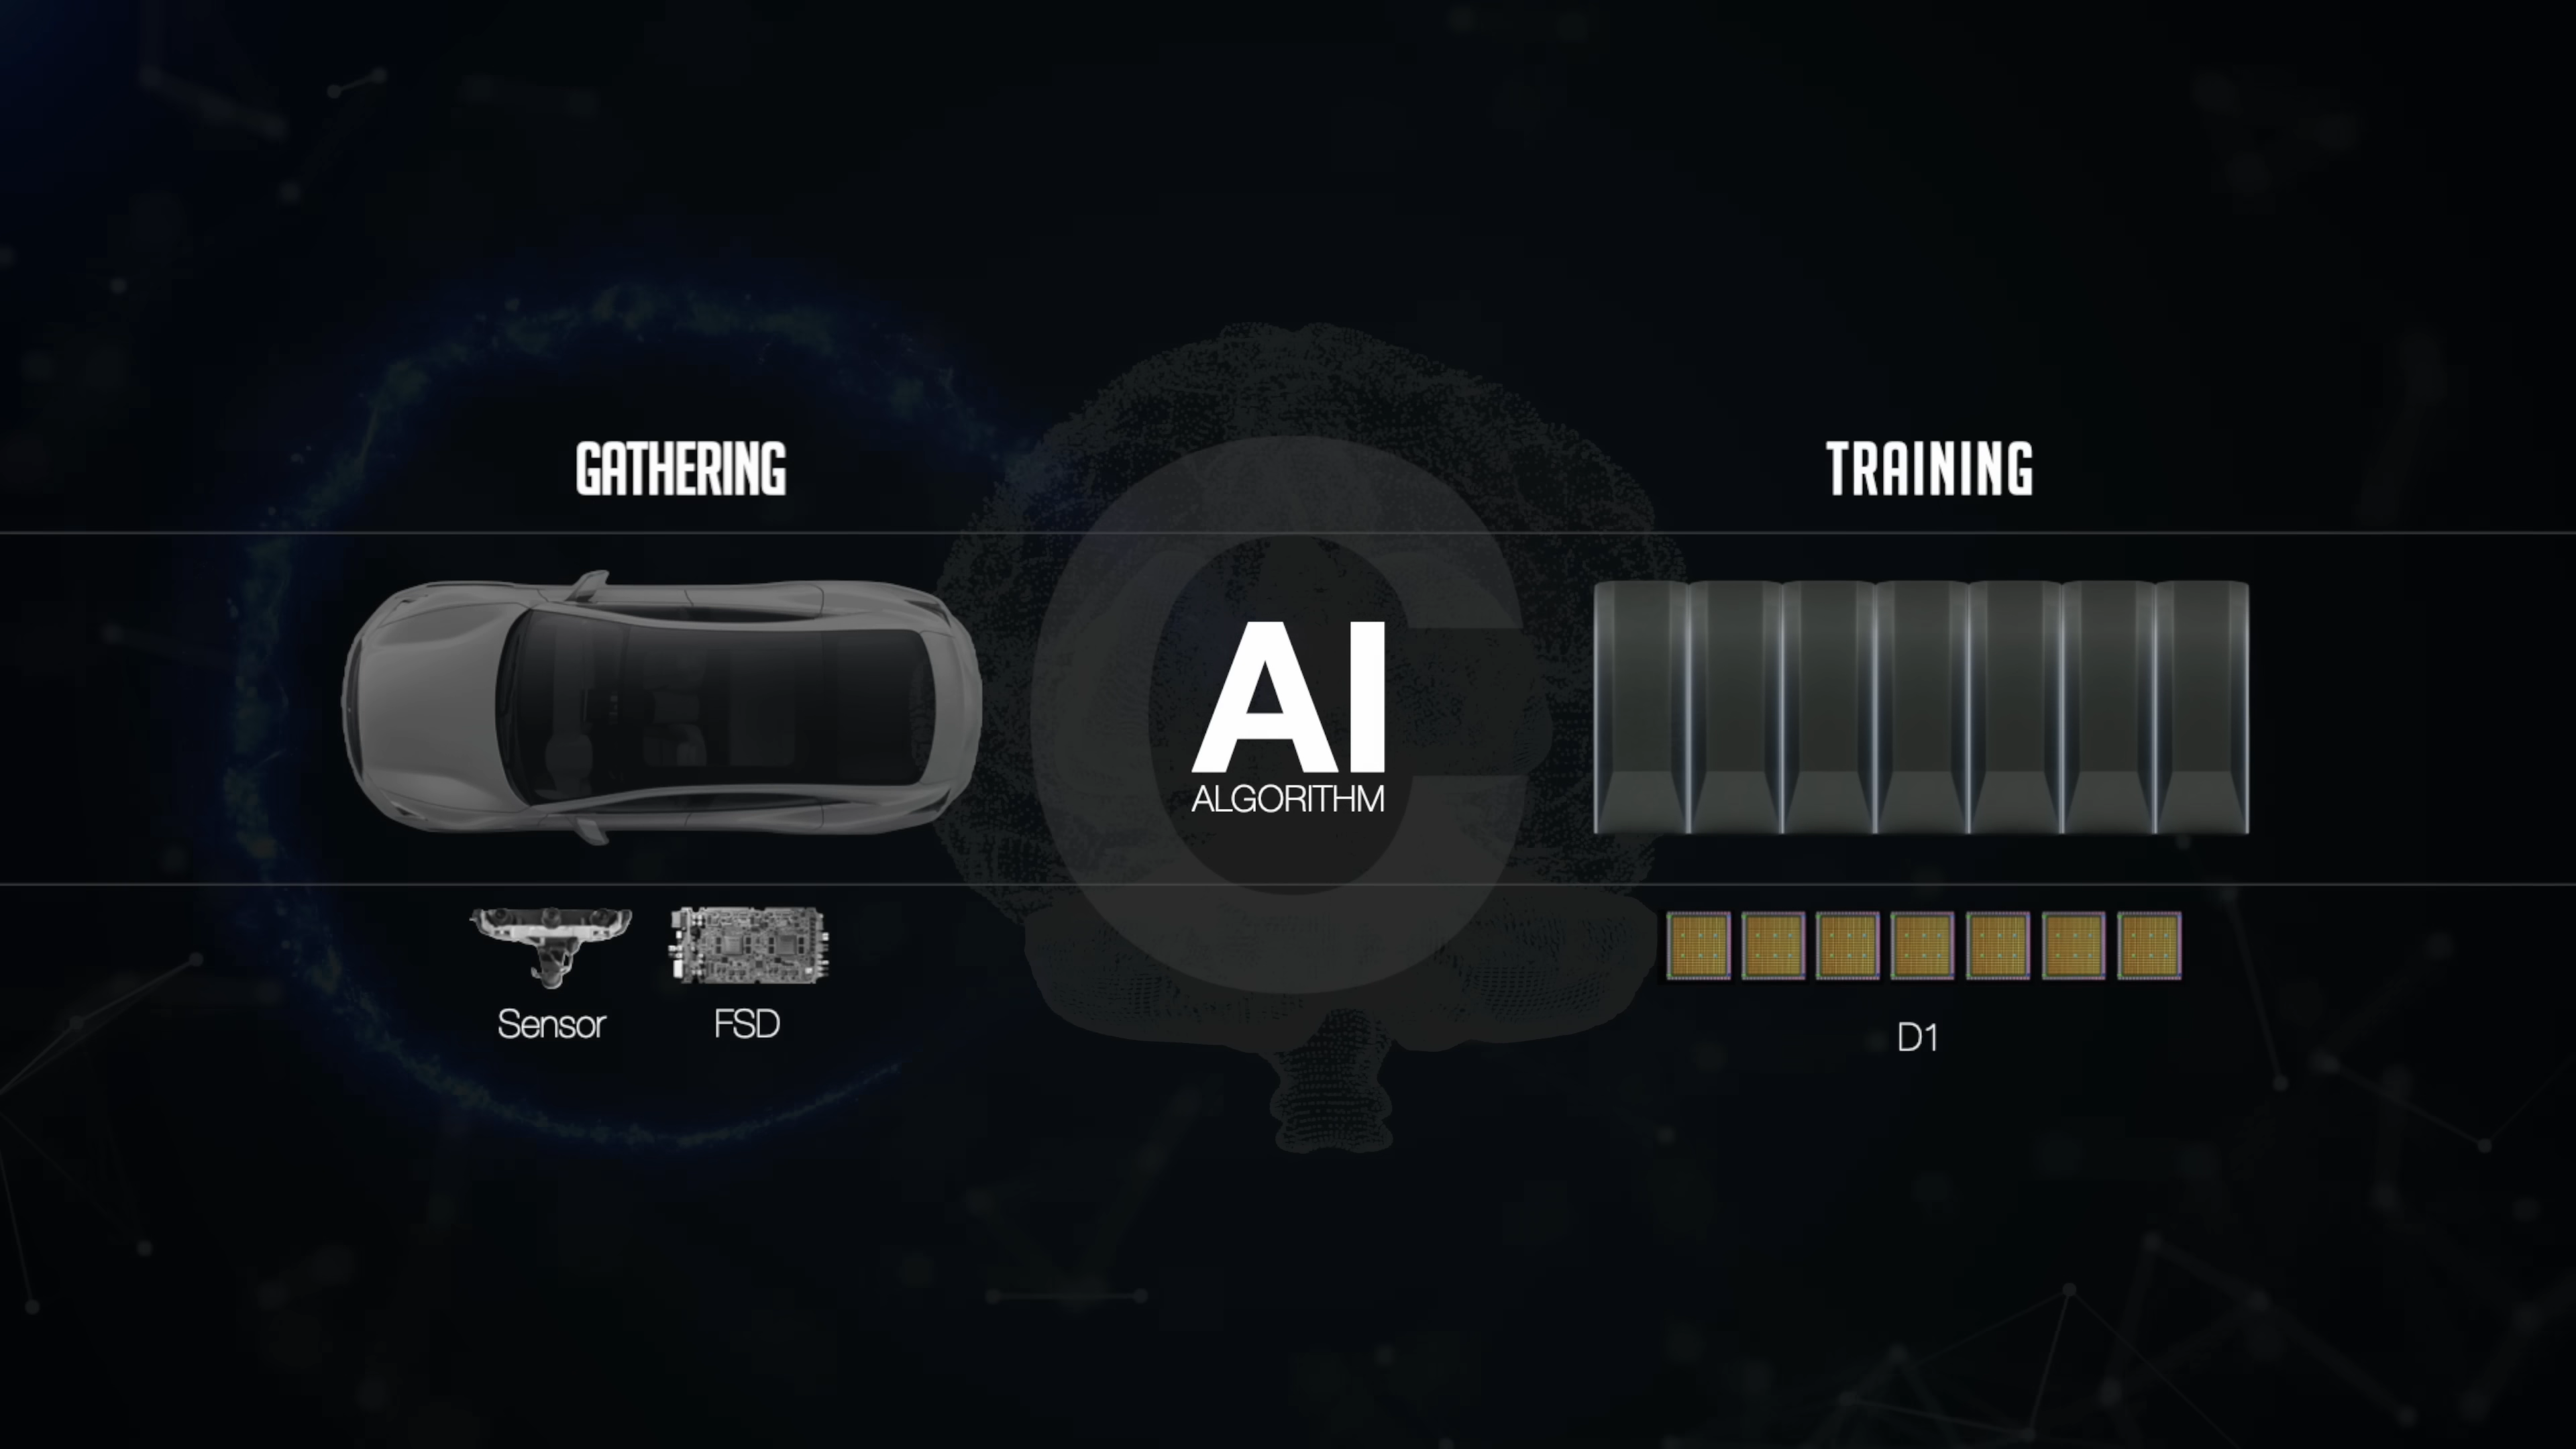 GATHERING
TRAINING
C
AI
ALGORITHM
Sensor
FSD
D1